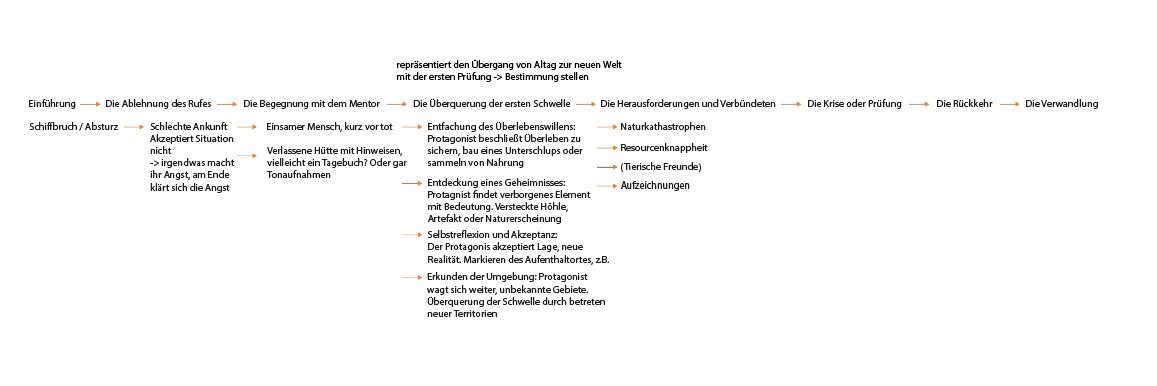 repräsentiert den Übergang von Altag zur neuen Welt
mit der ersten Prüfung -> Bestimmung stellen
Einführung
Die Ablehnung des Rufes
Die Begegnung mit dem Mentor
Die Überquerung der ersten Schwelle
Die Herausforderungen und Verbündeten
Die Krise oder Prüfung
Die Rückkehr
Die Verwandlung
Schiffbruch / Absturz
Schlechte Ankunft
Akzeptiert Situation
nicht
-> irgendwas macht
ihr Angst, am Ende
klärt sich die Angst
Einsamer Mensch, kurz vor tot
Verlassene Hütte mit Hinweisen,
vielleicht ein Tagebuch? Oder gar
Tonaufnahmen
Entfachung des Überlebenswillens:
Protagonist beschließt Überleben zu
sichern, bau eines Unterschlups oder
sammeln von Nahrung
Entdeckung eines Geheimnisses:
Protagnist findet verborgenes Element
mit Bedeutung. Versteckte Höhle,
Artefakt oder Naturerscheinung
Selbstreflexion und Akzeptanz:
Der Protagonis akzeptiert Lage, neue
Realität. Markieren des Aufenthaltortes, z.B.
Erkunden der Umgebung: Protagonist
wagt sich weiter, unbekannte Gebiete.
Überquerung der Schwelle durch betreten
neuer Territorien
Naturkatastrophen
Resourcenknappheit
(Tierische Freunde)
Aufzeichnungen